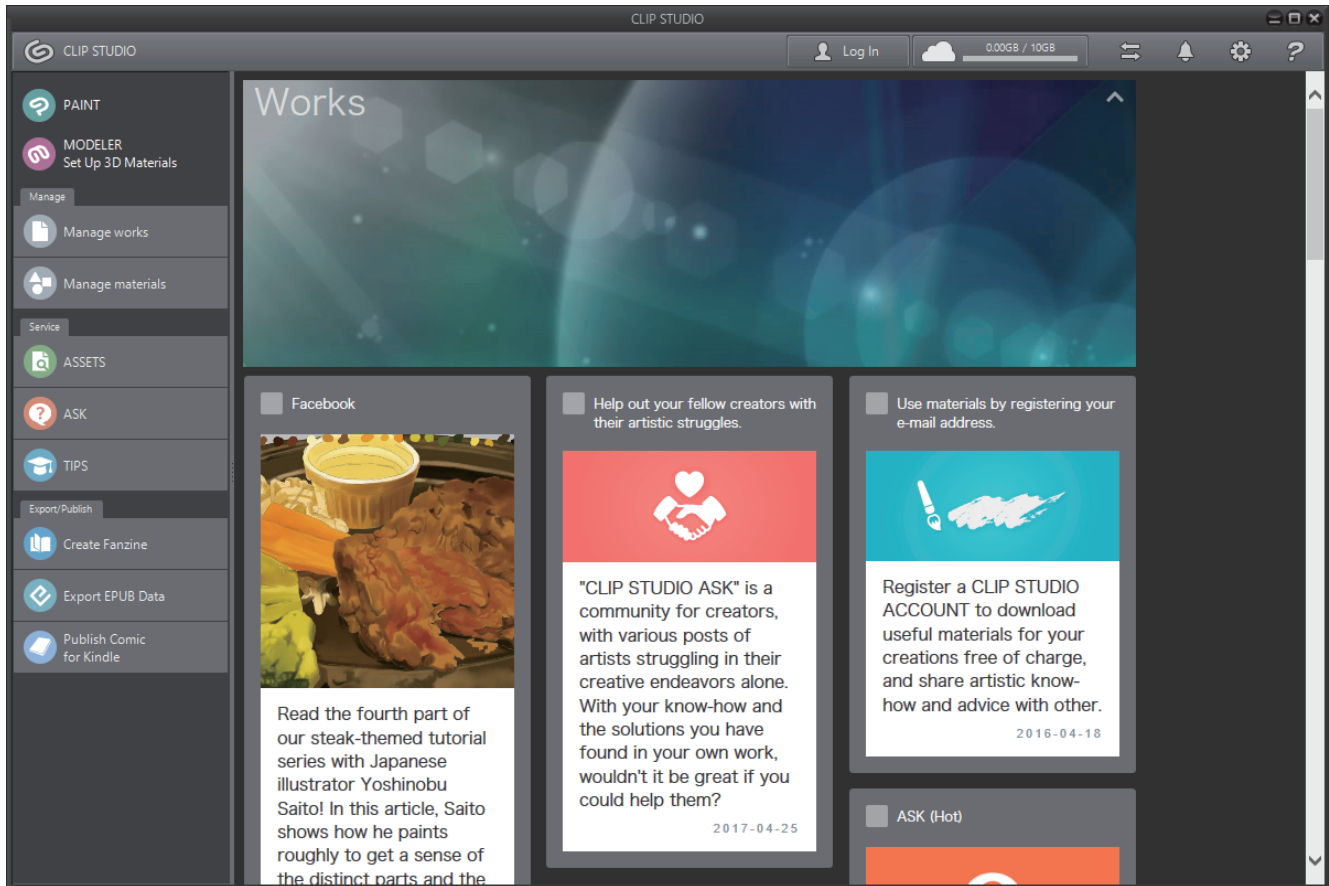 CLIP STUDIO
CLIP STUDIO
Log In
0.00GB / 10GB
PAINT
MODELER
Set Up 3D Materials
Manage
Manage works
Manage materials
Service
ASSETS
ASK
TIPS
Export/Publish
Create Fanzine
Export EPUB Data
Publish Comic
for Kindle
Works
Facebook
Read the fourth part of
our steak-themed tutorial
series with Japanese
illustrator Yoshinobu
Saito! In this article, Saito
shows how he paints
roughly to get a sense of
the distinct parts and the
Help out your fellow creators with
their artistic struggles.
"CLIP STUDIO ASK" is a
community for creators,
with various posts of
artists struggling in their
creative endeavors alone.
With your know-how and
the solutions you have
found in your own work,
wouldn't it be great if you
could help them?
2017-04-25
Use materials by registering your
e-mail address.
Register a CLIP STUDIO
ACCOUNT to download
useful materials for your
creations free of charge,
and share artistic know-
how and advice with other.
2016-04-18
ASK (Hot)